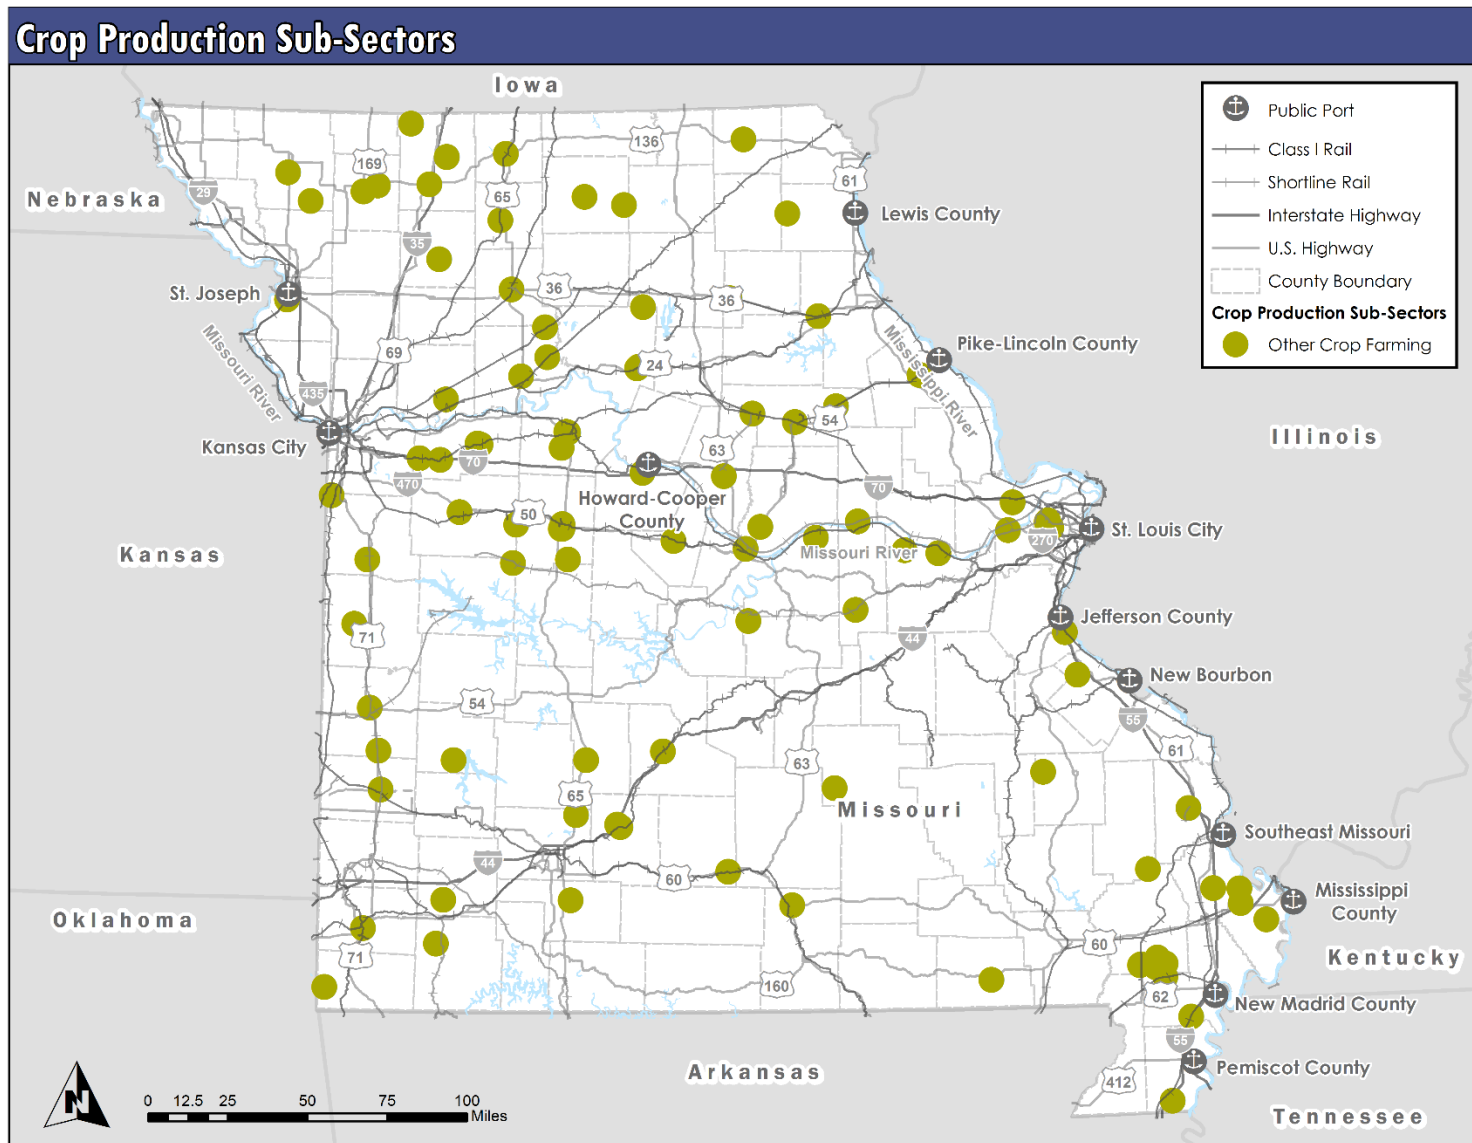 Crop Production Sub-Sectors
Iowa
Public Port
Class I Rail
Shortline Rail
Interstate Highway
U.S. Highway
County Boundary
Crop Production Sub-Sectors
Other Crop Farming
136
169
61
Nebraska
29
65
Lewis County
35
St. Joseph
36
36
Missouri River
69
24
Mississippi River
Pike-Lincoln County
435
54
Kansas City
63
Illinois
70
470
70
Howard-Cooper
County
50
St. Louis City
270
Kansas
Missouri River
71
44
Jefferson County
54
New Bourbon
55
61
63
65
Missouri
Southeast Missouri
44
60
Mississippi
County
Oklahoma
60
71
Kentucky
160
62
New Madrid County
55
Arkansas
Pemiscot County
412
N
0 12.5 25 50 75 100
Miles
Tennessee